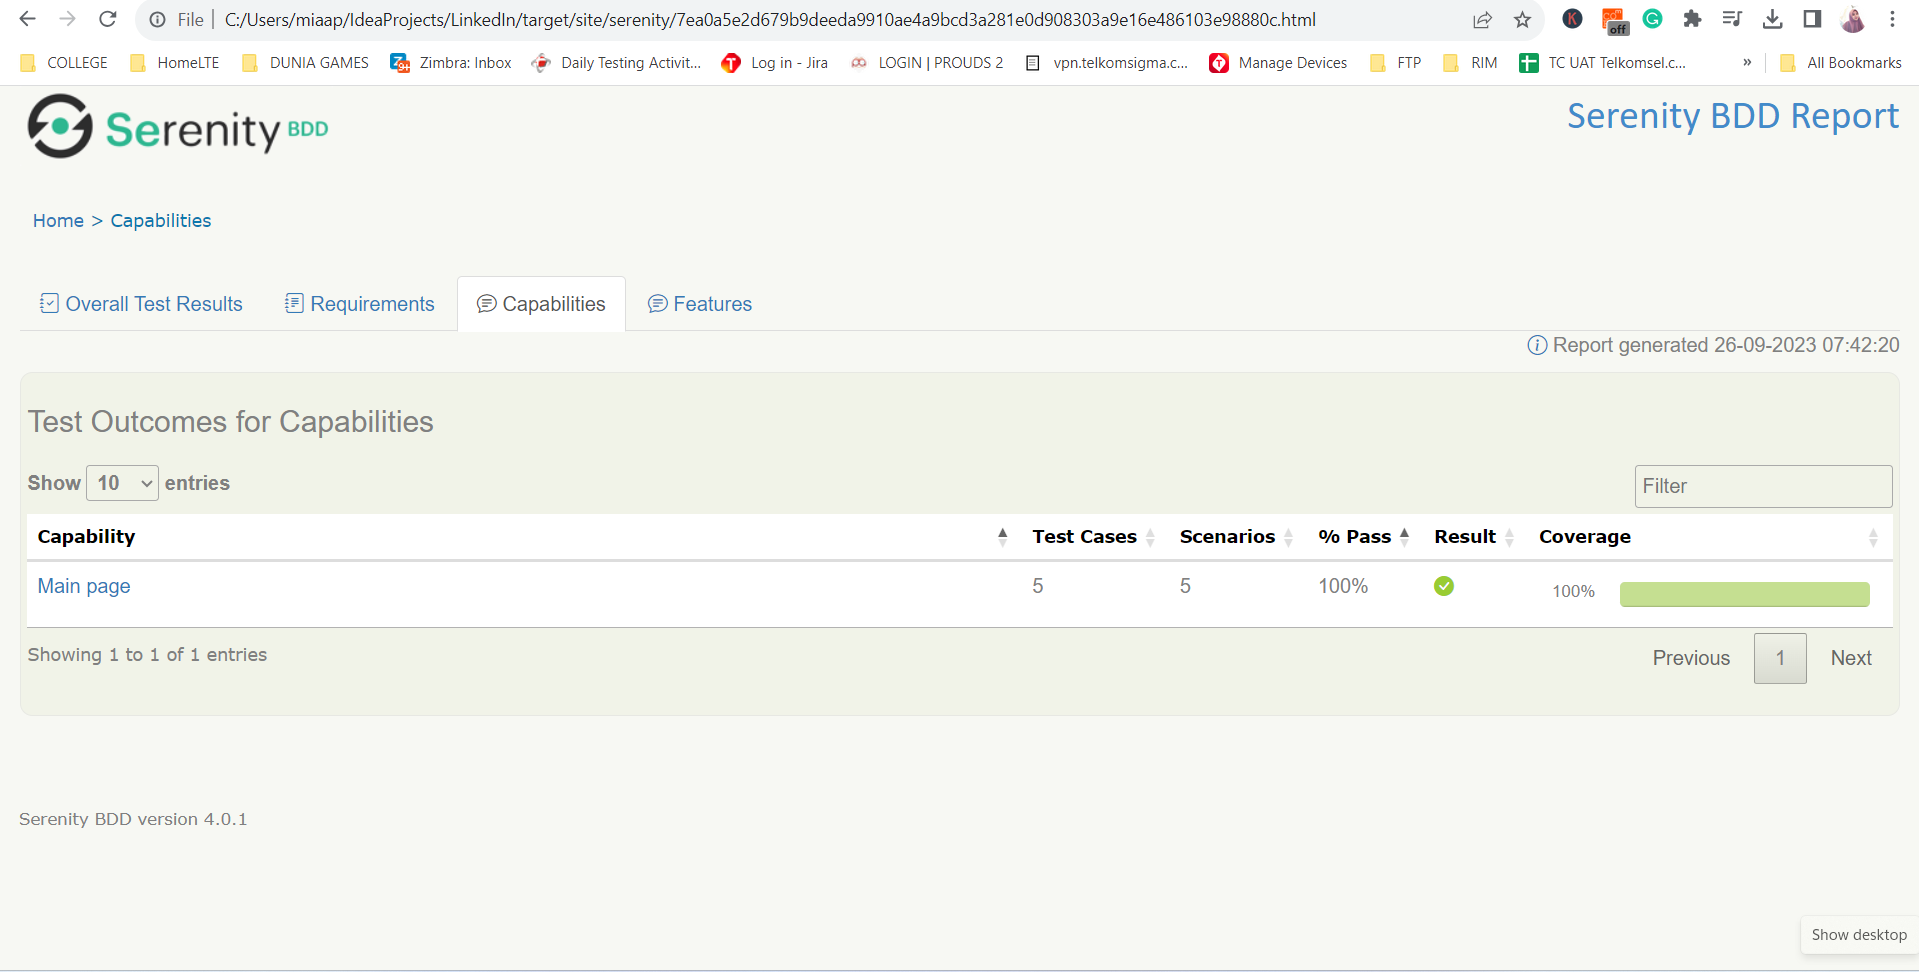 File | C:/Users/miaap/IdeaProjects/LinkedIn/target/site/serenity/7ea0a5e2d679b9deeda9910ae4a9bcd3a281e0d908303a9e16e486103e98880c.html
K com off G
COLLEGE HomeLTE DUNIA GAMES Zimbra: Inbox Daily Testing Activit... Log in - Jira LOGIN | PROUDS 2 vpn.telkomsigma.c... Manage Devices FTP RIM TC UAT Telkomsel.c... » All Bookmarks
Serenity BDD
Serenity BDD Report
Home > Capabilities
Overall Test Results Requirements Capabilities Features
Report generated 26-09-2023 07:42:20
Test Outcomes for Capabilities
Show 10 entries
Filter
Capability Test Cases Scenarios % Pass Result Coverage
Main page 5 5 100% 100%
Showing 1 to 1 of 1 entries
Previous 1 Next
Serenity BDD version 4.0.1
Show desktop